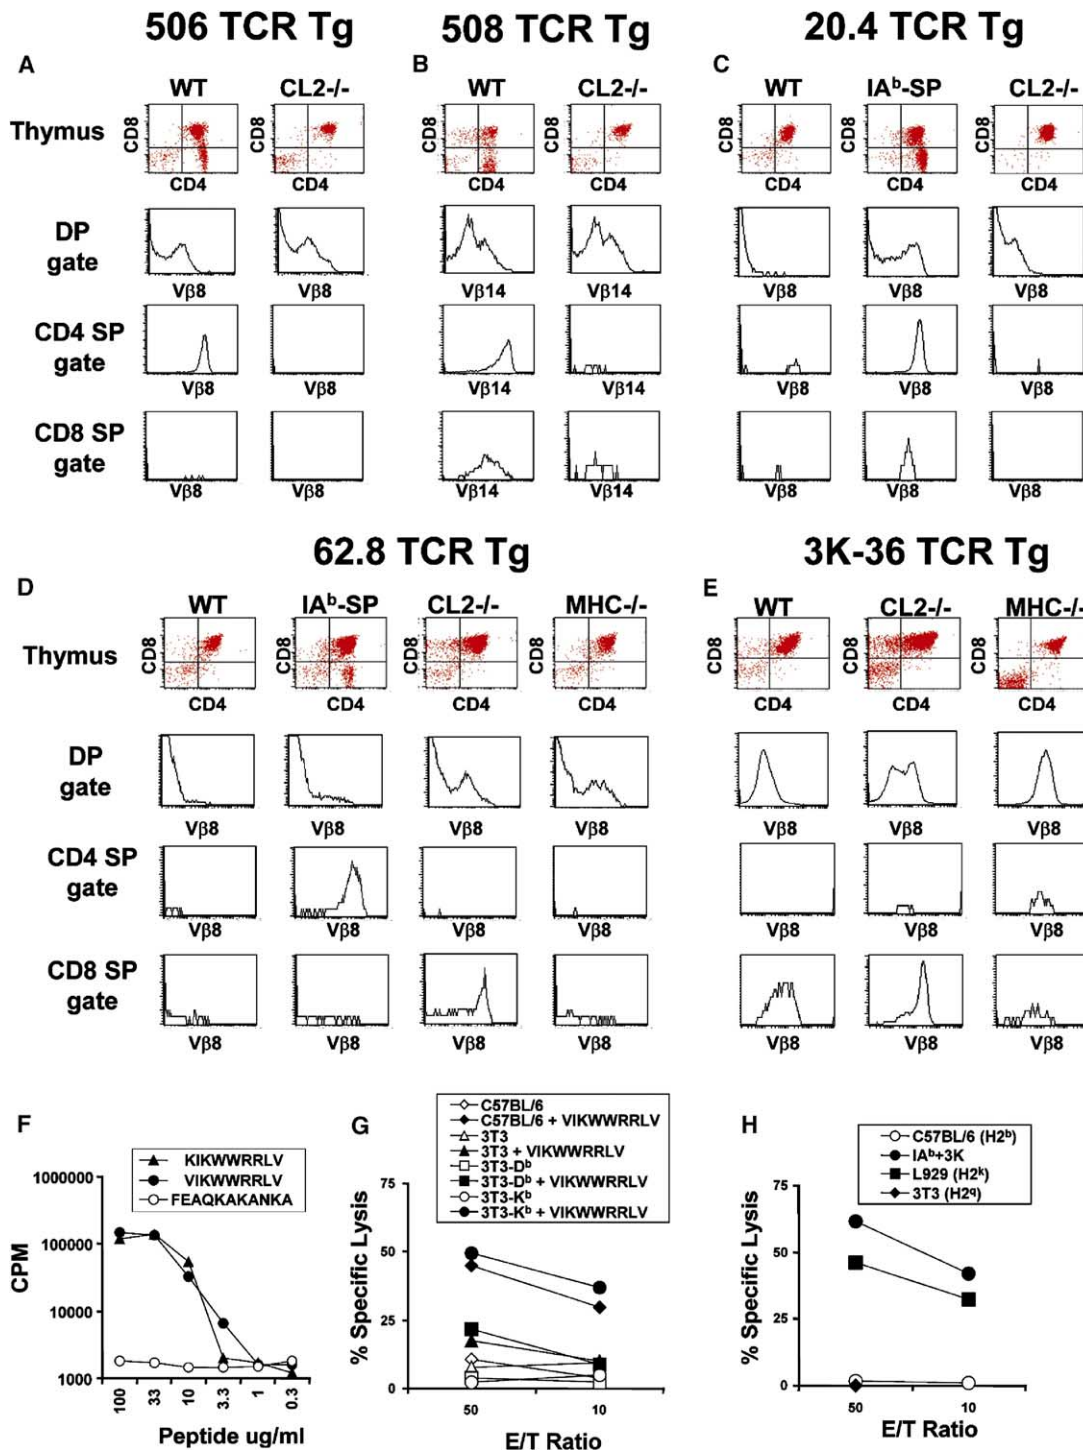 506 TCR Tg
508 TCR Tg
20.4 TCR Tg
A
B
C
WT CL2-/-
WT CL2-/-
WT IAᵇ-SP CL2-/-
Thymus
CD8 CD8 CD8 CD8 CD8 CD8 CD8
CD4 CD4 CD4 CD4 CD4 CD4 CD4
DP gate
Vβ8 Vβ8 Vβ14 Vβ14 Vβ8 Vβ8 Vβ8
CD4 SP gate
Vβ8 Vβ8 Vβ14 Vβ14 Vβ8 Vβ8 Vβ8
CD8 SP gate
Vβ8 Vβ8 Vβ14 Vβ14 Vβ8 Vβ8 Vβ8
62.8 TCR Tg
3K-36 TCR Tg
D
E
WT IAᵇ-SP CL2-/- MHC-/-
WT CL2-/- MHC-/-
Thymus
CD8 CD8 CD8 CD8 CD8 CD8 CD8
CD4 CD4 CD4 CD4 CD4 CD4 CD4
DP gate
Vβ8 Vβ8 Vβ8 Vβ8 Vβ8 Vβ8 Vβ8
CD4 SP gate
Vβ8 Vβ8 Vβ8 Vβ8 Vβ8 Vβ8 Vβ8
CD8 SP gate
Vβ8 Vβ8 Vβ8 Vβ8 Vβ8 Vβ8 Vβ8
F
KIKWWRRLV
VIKWWRRLV
FEAQKAKANKA
1000000
100000
10000
1000
CPM
100 33 10 3.3 1 0.3
Peptide ug/ml
G
C57BL/6
C57BL/6 + VIKWWRRLV
3T3
3T3 + VIKWWRRLV
3T3-Dᵇ
3T3-Dᵇ + VIKWWRRLV
3T3-Kᵇ
3T3-Kᵇ + VIKWWRRLV
75
50
25
0
% Specific Lysis
50 10
E/T Ratio
H
C57BL/6 (H2ᵇ)
IAᵇ+3K
L929 (H2ᵏ)
3T3 (H2q)
75
50
25
0
% Specific Lysis
50 10
E/T Ratio